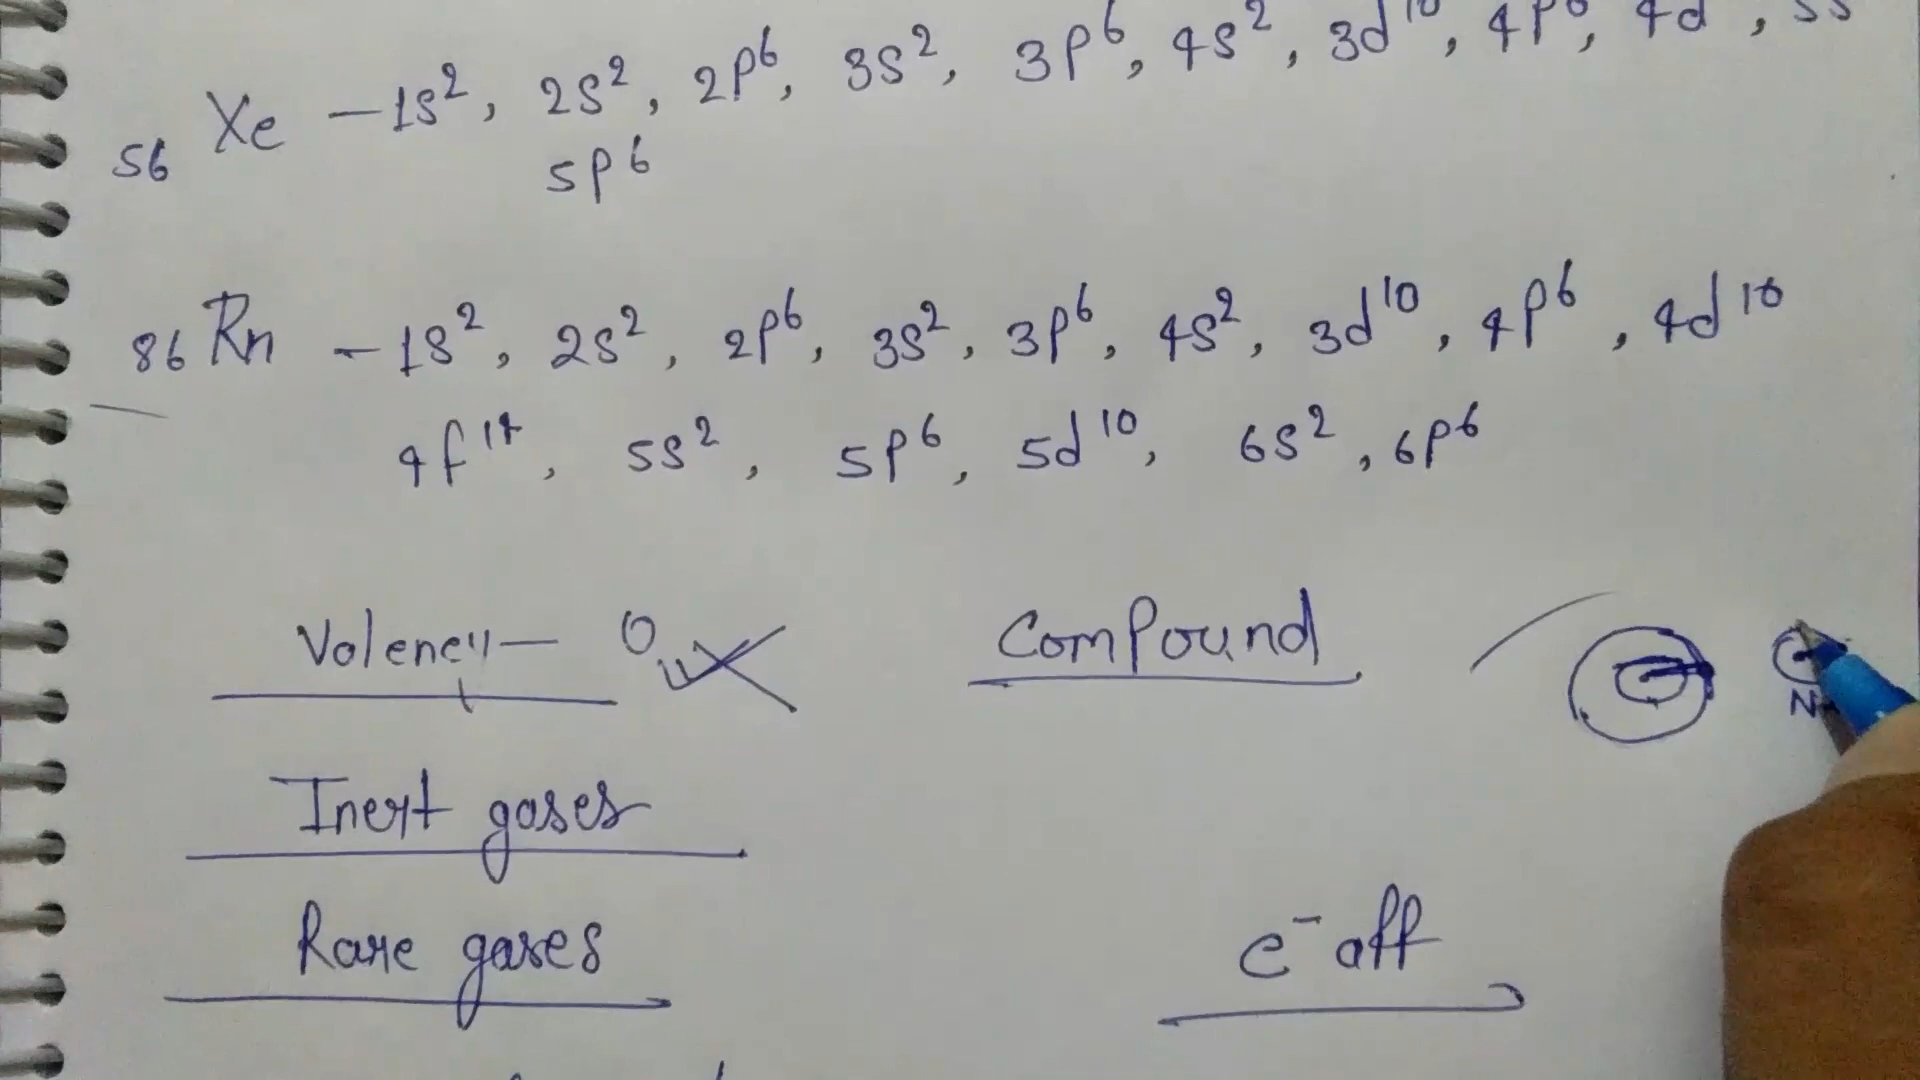 56 Xe – 1s², 2s², 2p⁶, 3s², 3p⁶, 4s², 3d¹⁰, 4p⁶, 4d , 5s
5p⁶
86 Rn – 1s², 2s², 2p⁶, 3s², 3p⁶, 4s², 3d¹⁰, 4p⁶, 4d¹⁰
4f¹⁴, 5s², 5p⁶, 5d¹⁰, 6s², 6p⁶
Valency – 0 Compound
Inert gases
Rare gases e⁻ aff